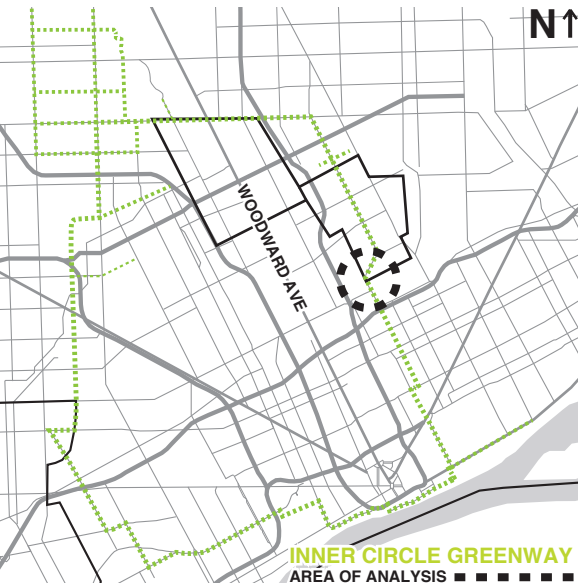 N↑
WOODWARD AVE
INNER CIRCLE GREENWAY
AREA OF ANALYSIS